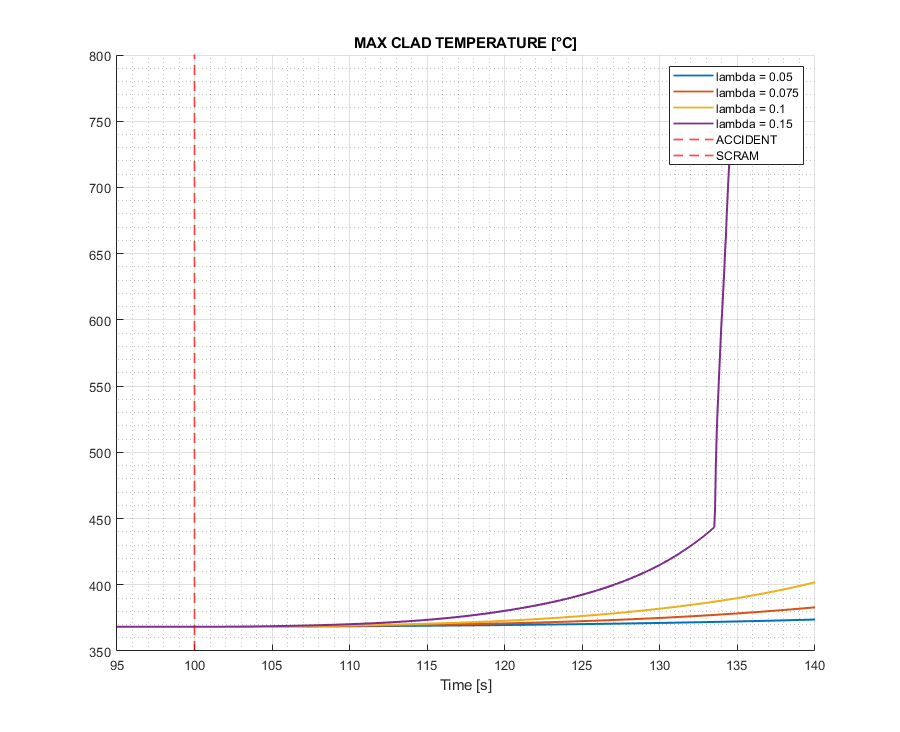 MAX CLAD TEMPERATURE [°C]
800
750
700
650
600
550
500
450
400
350
lambda = 0.05
lambda = 0.075
lambda = 0.1
lambda = 0.15
ACCIDENT
SCRAM
95 100 105 110 115 120 125 130 135 140
Time [s]